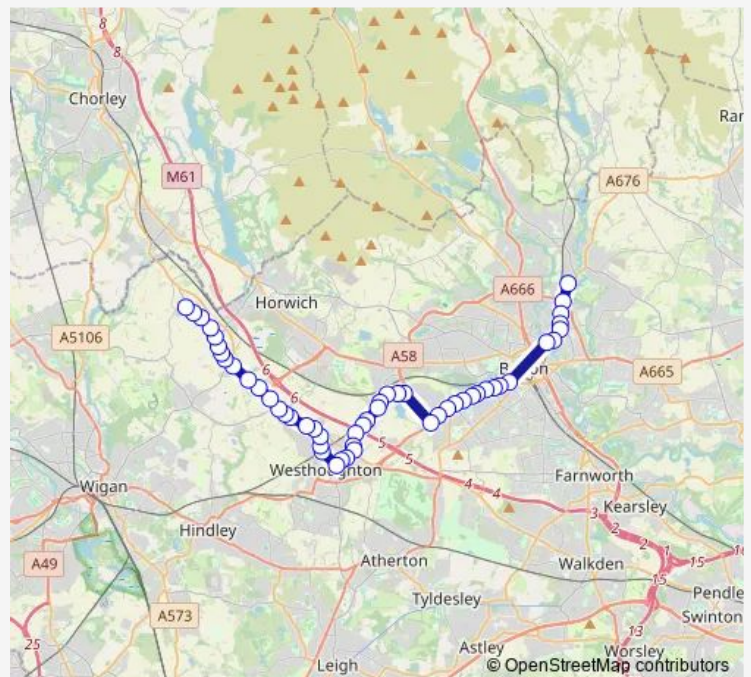 8
8
Chorley
Ra
M61
A676
A666
Horwich
A5106
A58
A665
6
6
5
5
Westhoughton
4
4
Farnworth
Wigan
Kearsley
3
2
2
1
15
15
Hindley
A49
Atherton
Walkden
Pendle
A573
Tyldesley
Swinton
13
25
Astley
Worsley
Leigh
© OpenStreetMap contributors